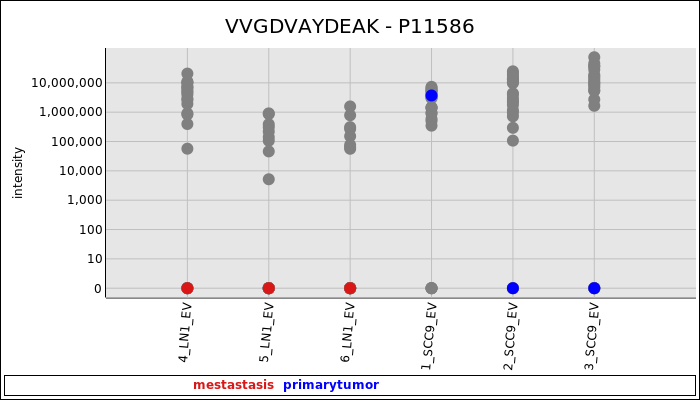 VVGDVAYDEAK - P11586
intensity
10,000,000
1,000,000
100,000
10,000
1,000
100
10
0
4_LN1_EV
5_LN1_EV
6_LN1_EV
1_SCC9_EV
2_SCC9_EV
3_SCC9_EV
mestastasis primarytumor